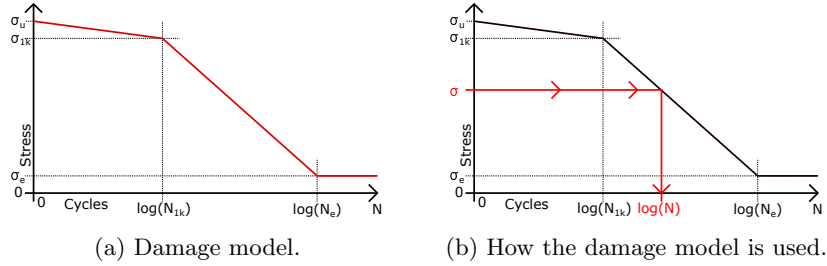 σu
σ1k
Stress
σe
0
0
Cycles
log(N1k)
log(Ne)
N
(a) Damage model.
σu
σ1k
σ
Stress
σe
0
0
Cycles
log(N1k)
log(N)
log(Ne)
N
(b) How the damage model is used.